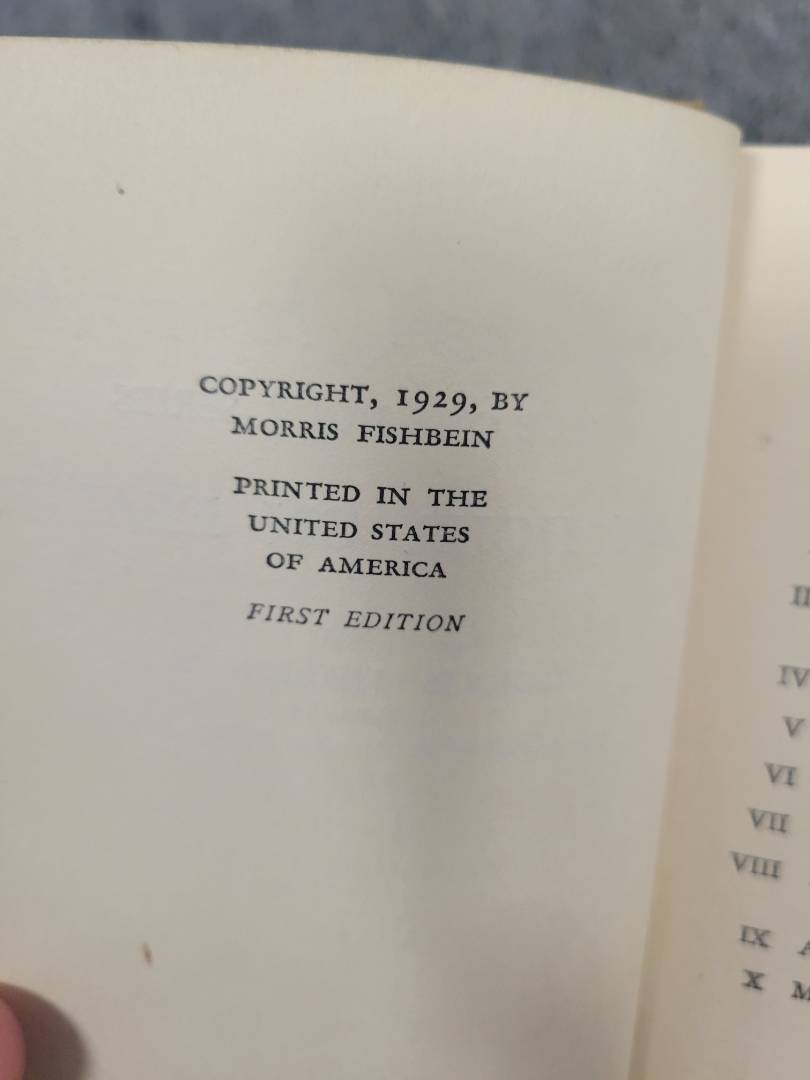 COPYRIGHT, 1929, BY
MORRIS FISHBEIN
PRINTED IN THE
UNITED STATES
OF AMERICA
FIRST EDITION
IV
V
VI
VII
VIII
IX A
X M